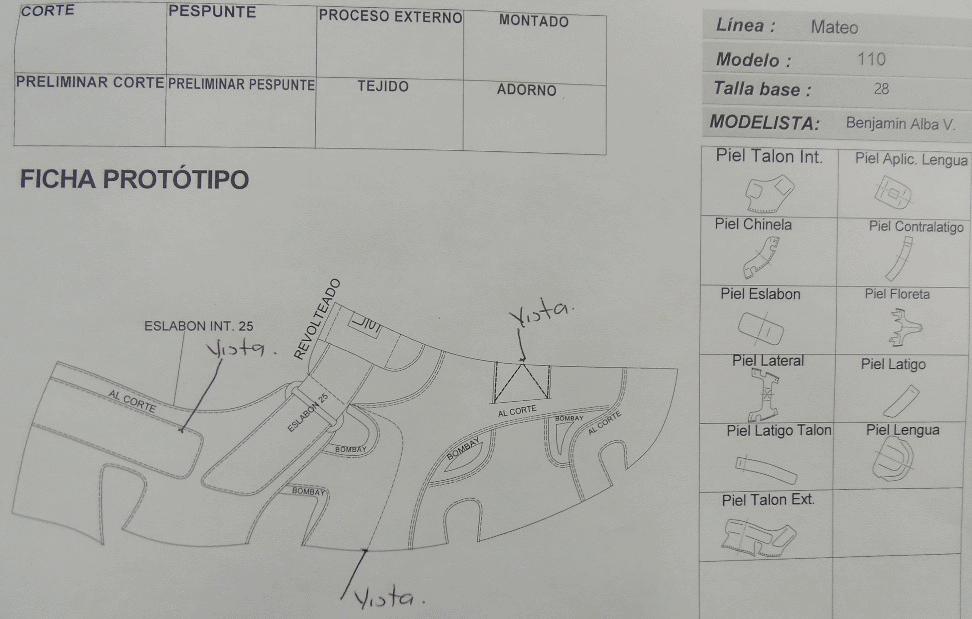 CORTE
PESPUNTE
PROCESO EXTERNO
MONTADO
PRELIMINAR CORTE
PRELIMINAR PESPUNTE
TEJIDO
ADORNO
FICHA PROTÓTIPO
Línea : Mateo
Modelo : 110
Talla base : 28
MODELISTA: Benjamin Alba V.
Piel Talon Int.
Piel Aplic. Lengua
Piel Chinela
Piel Contralatigo
Piel Eslabon
Piel Floreta
Piel Lateral
Piel Latigo
Piel Latigo Talon
Piel Lengua
Piel Talon Ext.
ESLABON INT. 25
Vista.
REVOLTEADO
Vista.
AL CORTE
ESLABON 25
BOMBAY
BOMBAY
BOMBAY
AL CORTE
BOMBAY
AL CORTE
Vista.